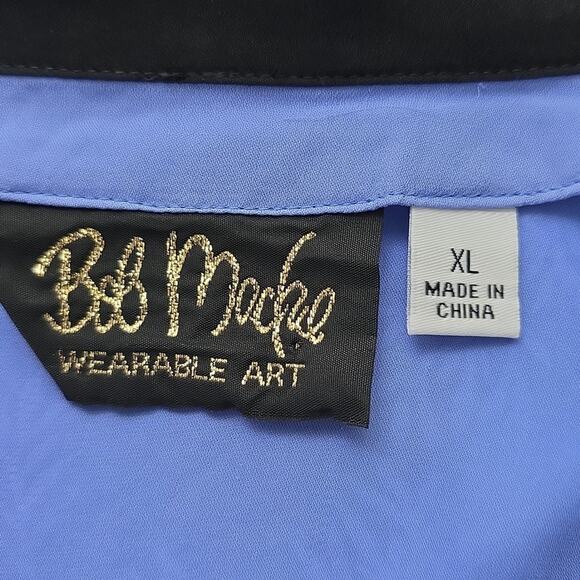 Bob Mackie
WEARABLE ART
XL
MADE IN
CHINA